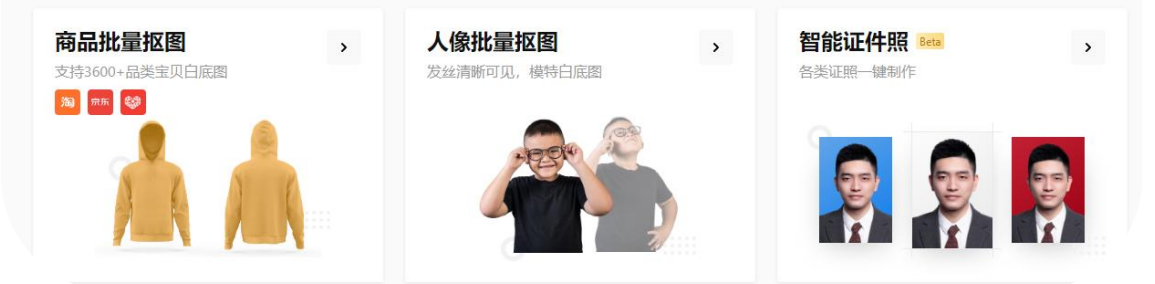 商品批量抠图
支持3600+品类宝贝白底图
淘 京东
人像批量抠图
发丝清晰可见，模特白底图
智能证件照 Beta
各类证照一键制作